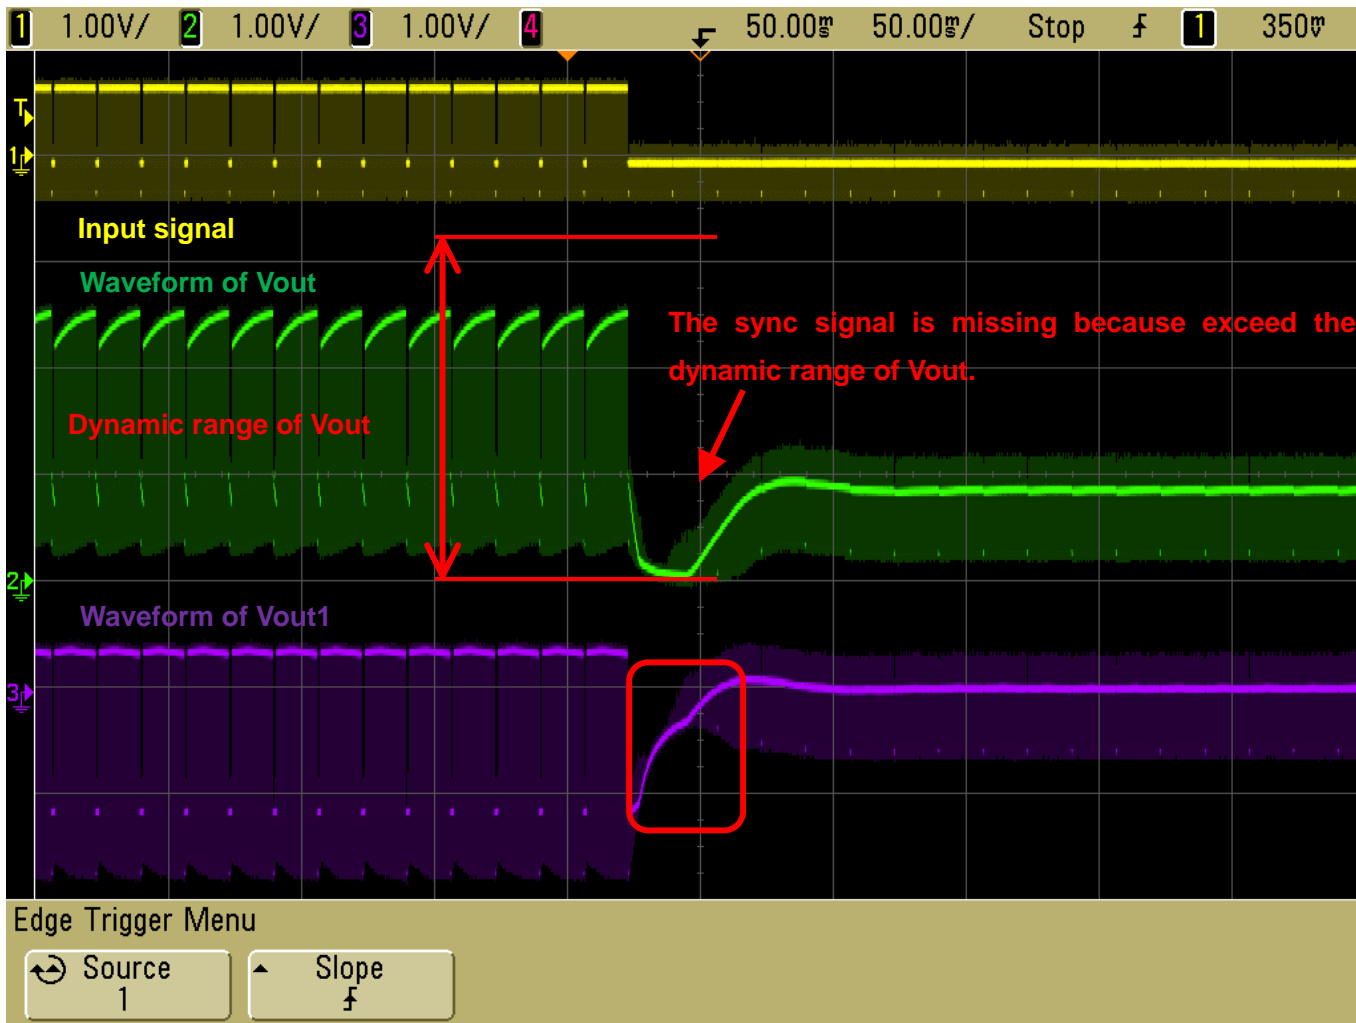 1 1.00V/ 2 1.00V/ 3 1.00V/ 4 50.00ms 50.00ms/ Stop 1 350mV
T
1
Input signal
Waveform of Vout
The sync signal is missing because exceed the
dynamic range of Vout.
Dynamic range of Vout
2
Waveform of Vout1
3
Edge Trigger Menu
Source
1
Slope